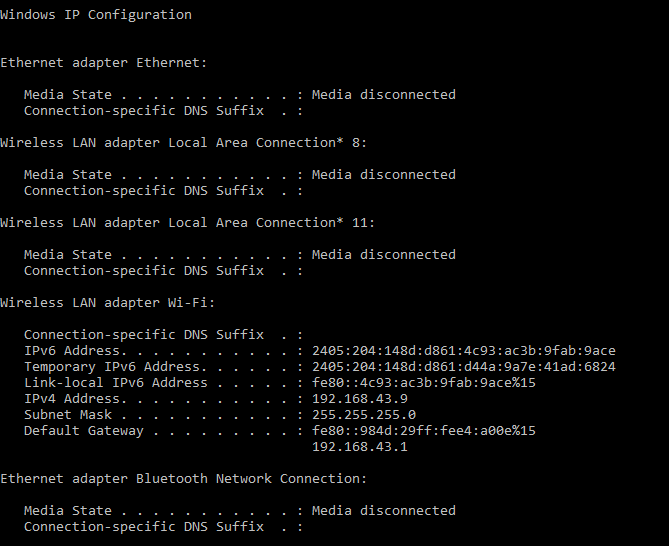 Windows IP Configuration
Ethernet adapter Ethernet:
Media State . . . . . . . . . . . : Media disconnected
Connection-specific DNS Suffix  . :
Wireless LAN adapter Local Area Connection* 8:
Media State . . . . . . . . . . . : Media disconnected
Connection-specific DNS Suffix  . :
Wireless LAN adapter Local Area Connection* 11:
Media State . . . . . . . . . . . : Media disconnected
Connection-specific DNS Suffix  . :
Wireless LAN adapter Wi-Fi:
Connection-specific DNS Suffix  . :
IPv6 Address. . . . . . . . . . . : 2405:204:148d:d861:4c93:ac3b:9fab:9ace
Temporary IPv6 Address. . . . . . : 2405:204:148d:d861:d44a:9a7e:41ad:6824
Link-local IPv6 Address . . . . . : fe80::4c93:ac3b:9fab:9ace%15
IPv4 Address. . . . . . . . . . . : 192.168.43.9
Subnet Mask . . . . . . . . . . . : 255.255.255.0
Default Gateway . . . . . . . . . : fe80::984d:29ff:fee4:a00e%15
192.168.43.1
Ethernet adapter Bluetooth Network Connection:
Media State . . . . . . . . . . . : Media disconnected
Connection-specific DNS Suffix  . :